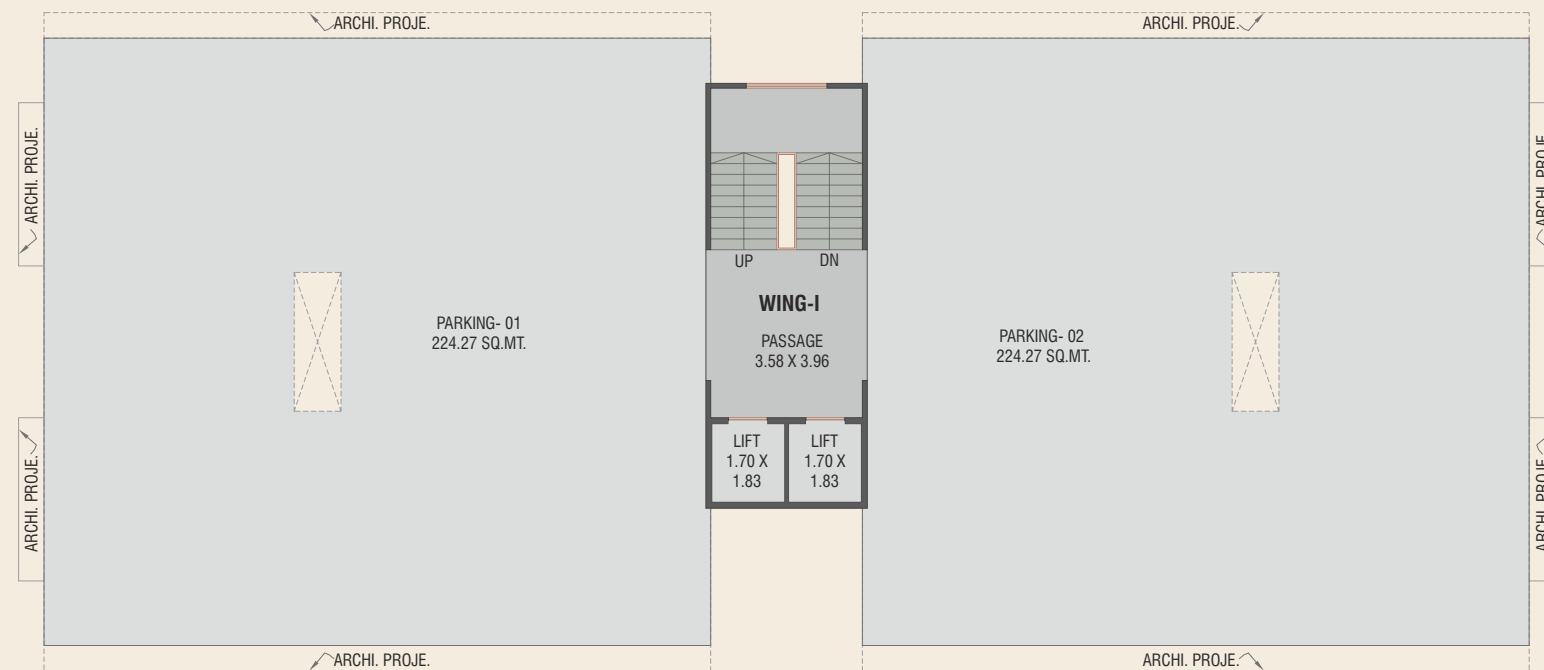 ARCHI. PROJE.
ARCHI. PROJE.
ARCHI. PROJE.
ARCHI. PROJE
UP
DN
WING-I
PASSAGE
3.58 X 3.96
PARKING- 01
224.27 SQ.MT.
PARKING- 02
224.27 SQ.MT.
LIFT
1.70 X
1.83
LIFT
1.70 X
1.83
ARCHI. PROJE.
ARCHI. PROJE
ARCHI. PROJE.
ARCHI. PROJE.